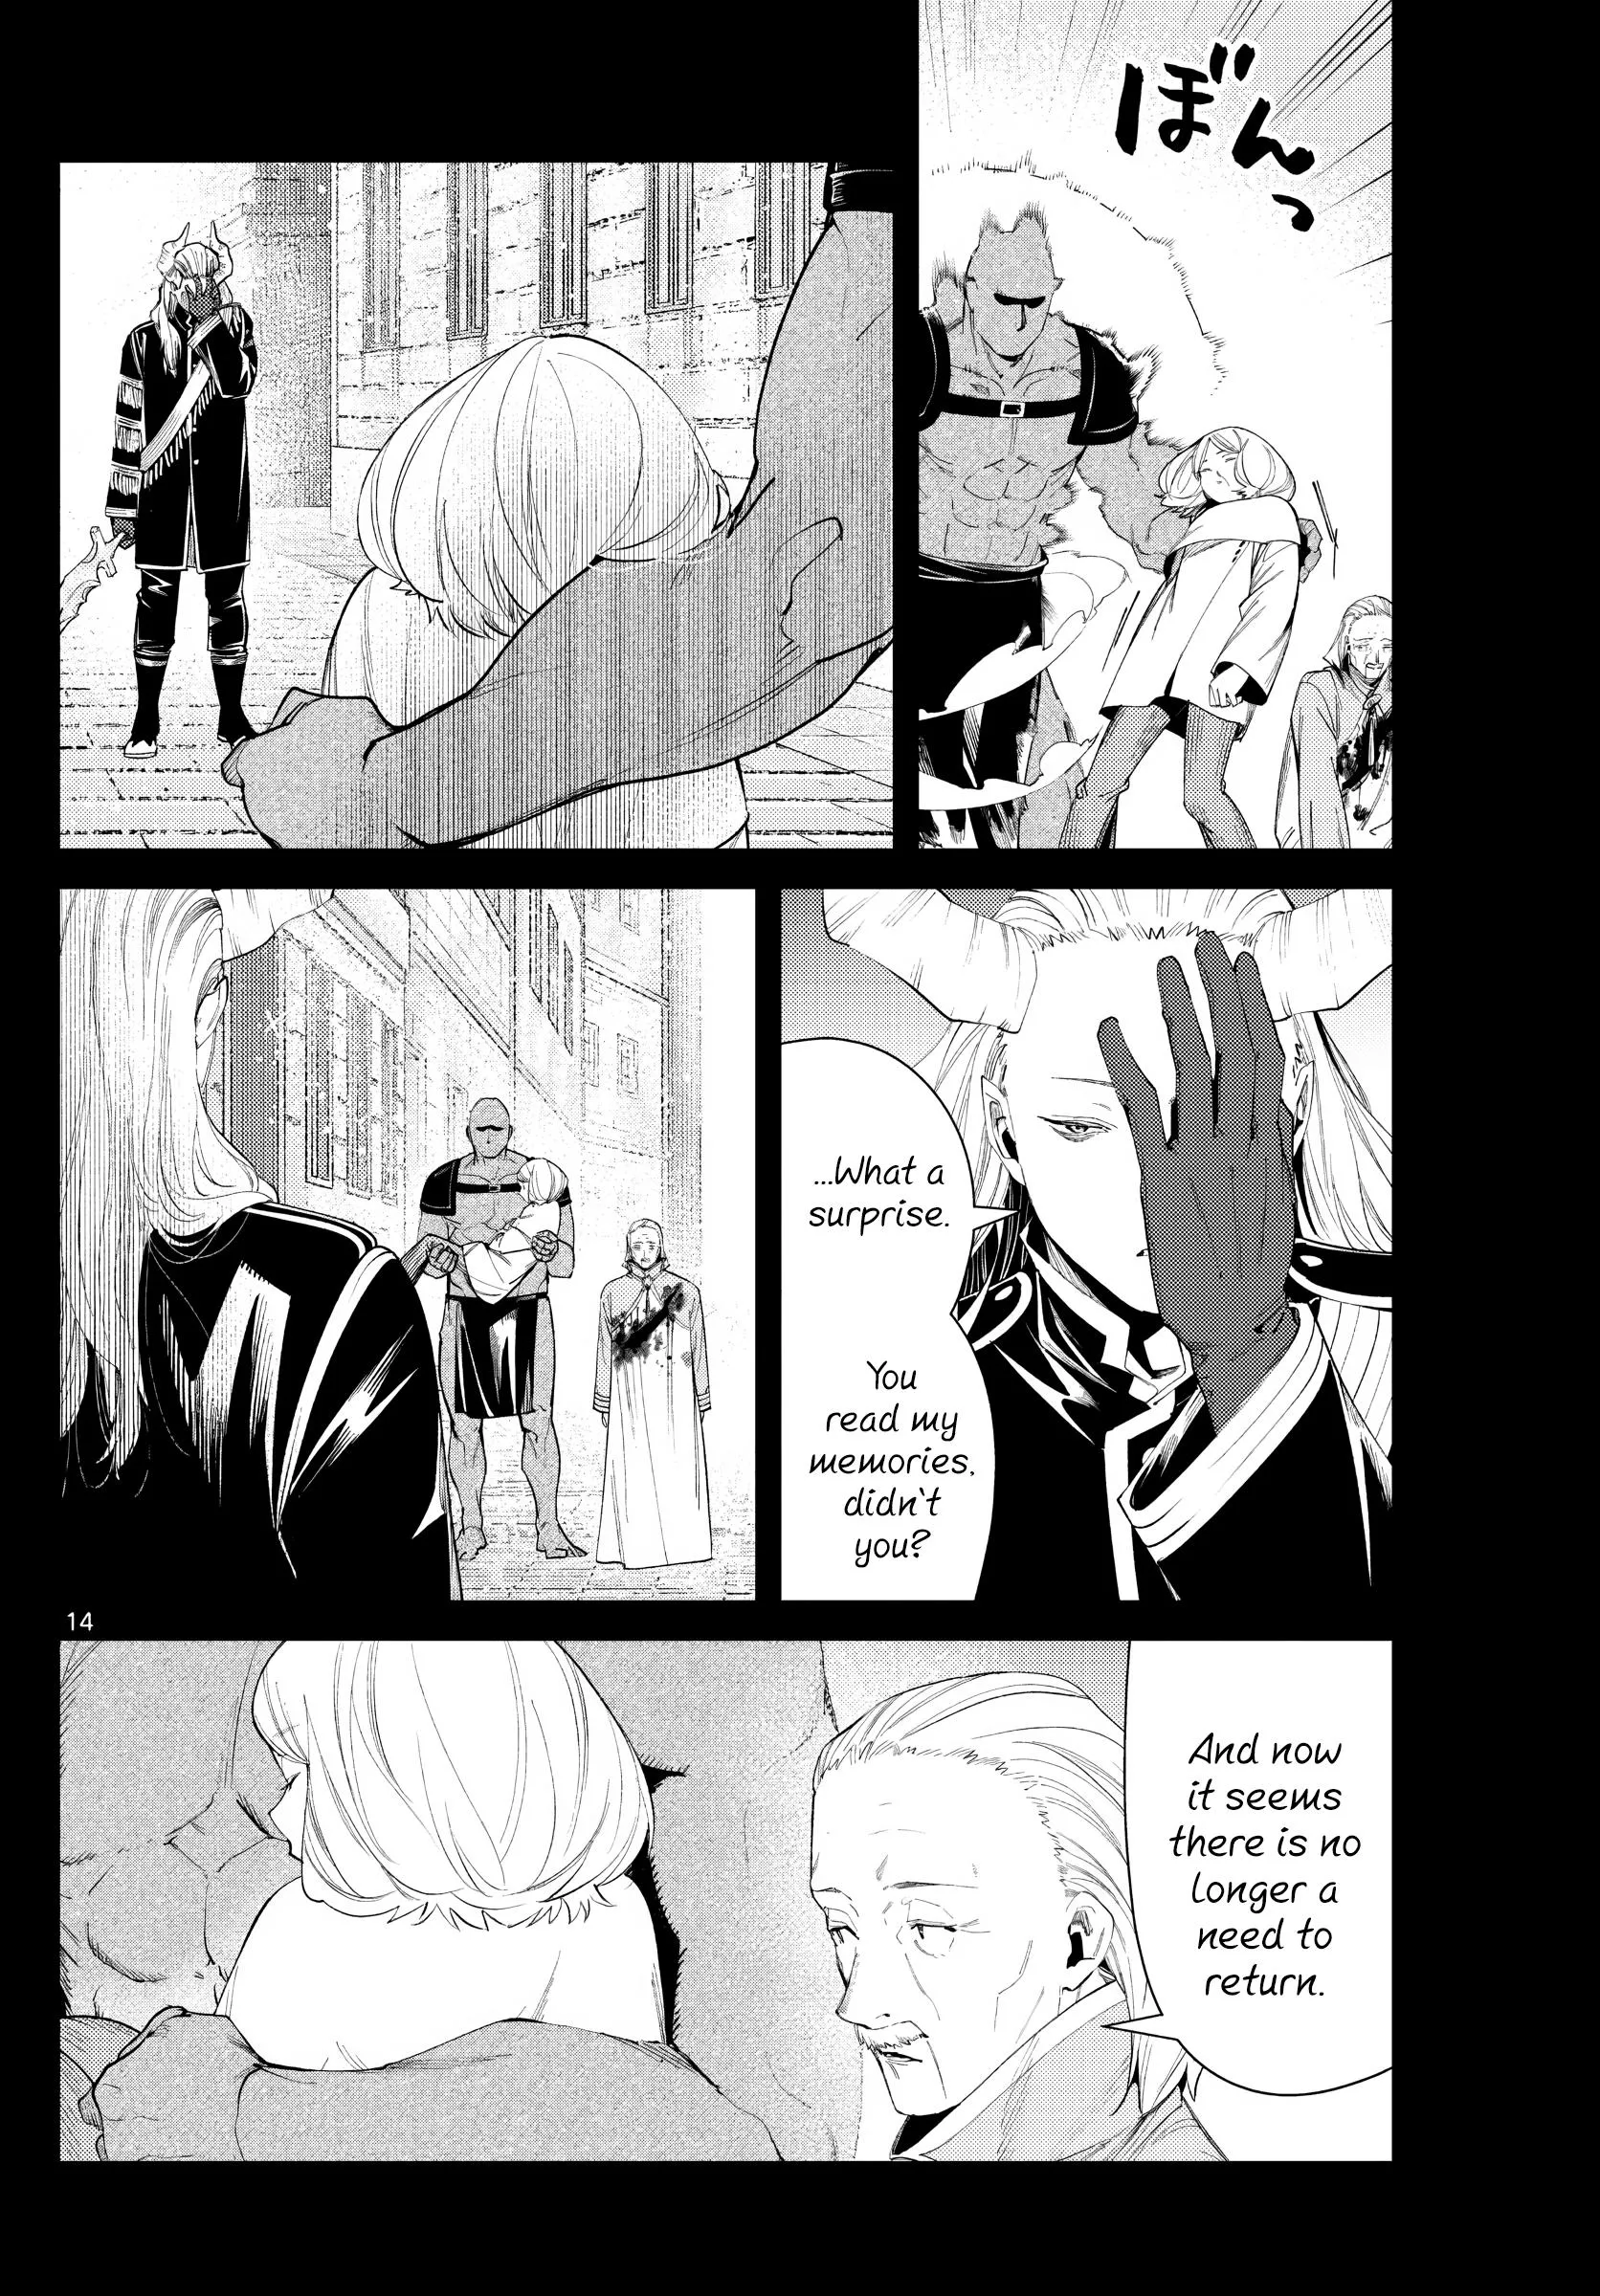 ぼんっ
...What a
surprise.
You
read my
memories,
didn't
you?
14
And now
it seems
there is no
longer a
need to
return.